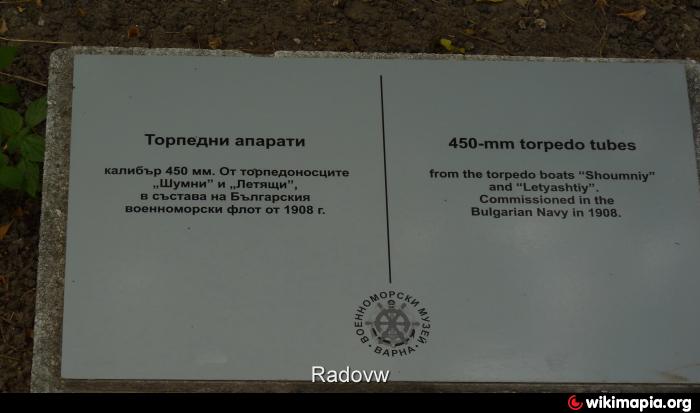 Торпедни апарати
калибър 450 мм. От торпедоносците
„Шумни” и „Летящи”,
в състава на Българския
военноморски флот от 1908 г.
450-mm torpedo tubes
from the torpedo boats “Shoumniy”
and “Letyashtiy”.
Commissioned in the
Bulgarian Navy in 1908.
ВОЕННОМОРСКИ МУЗЕЙ
• ВАРНА •
Radovw
wikimapia.org